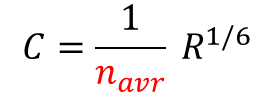 C = 1/n_avr R^1/6